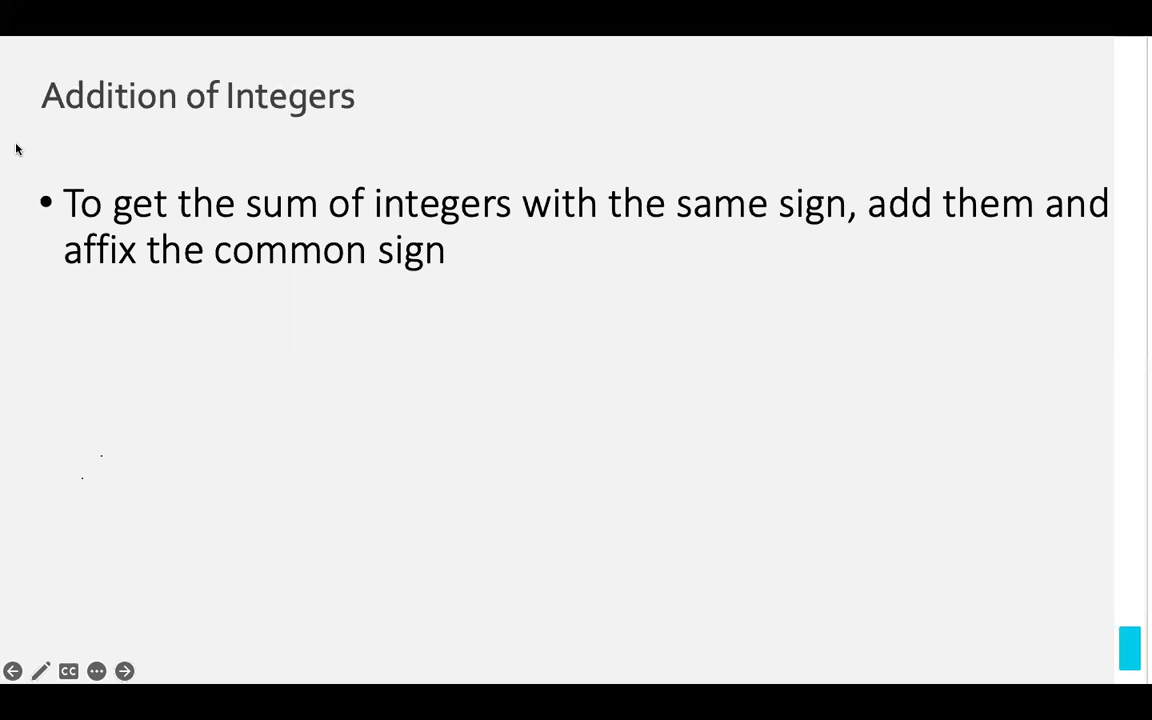 Addition of Integers
• To get the sum of integers with the same sign, add them and
affix the common sign
CC